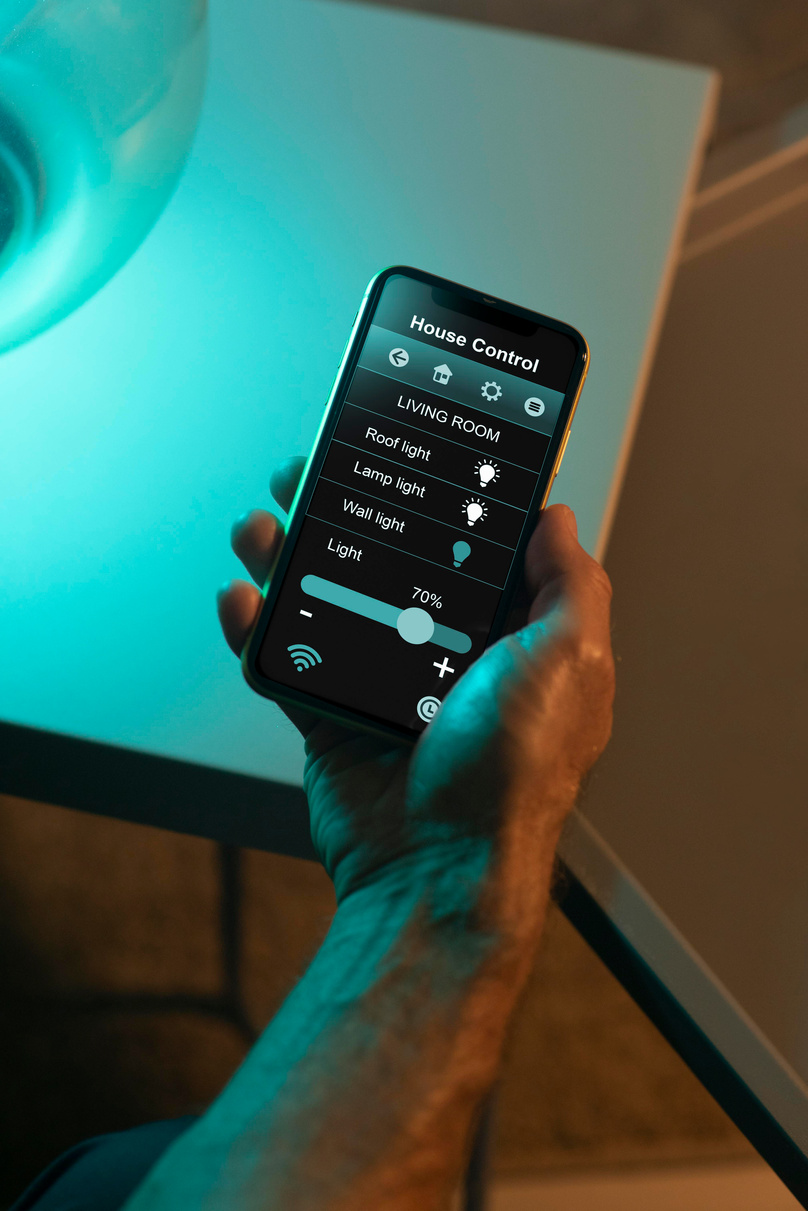 House Control
LIVING ROOM
Roof light
Lamp light
Wall light
Light
70%
-
+